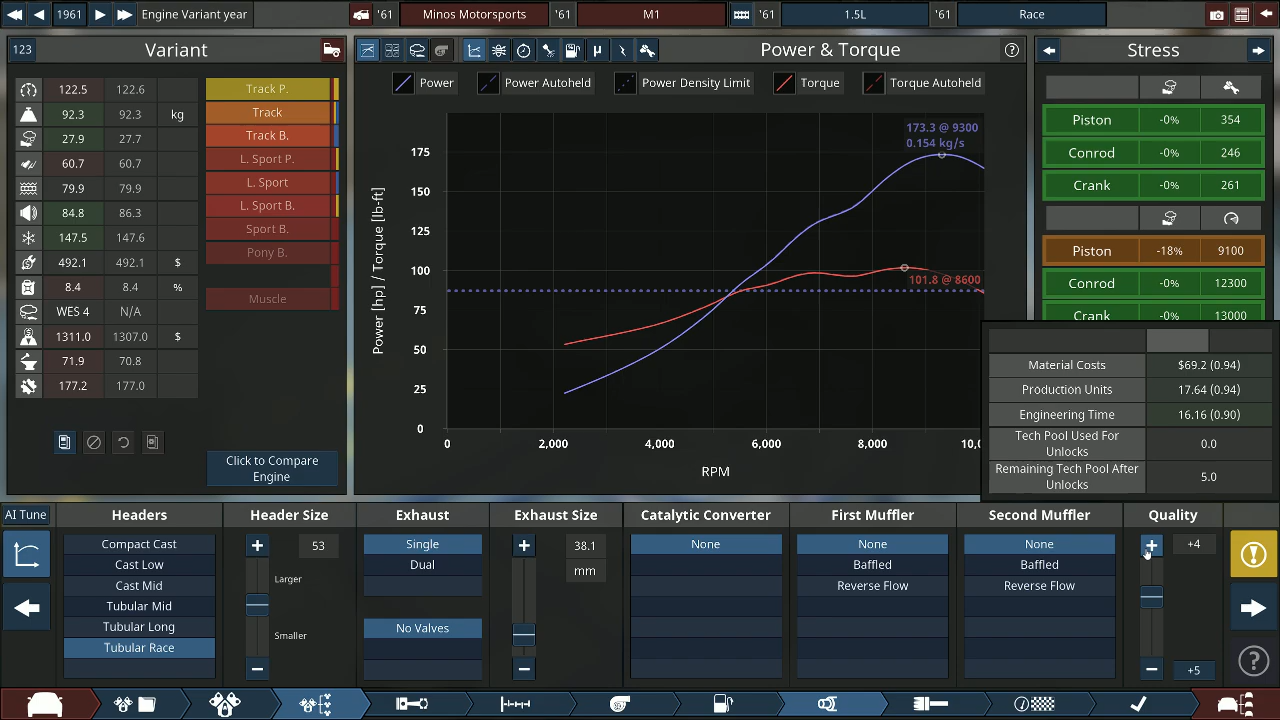 1961
Engine Variant year
'61
Minos Motorsports
'61
M1
'61
1.5L
'61
Race
123
Variant
122.5 122.6
92.3 92.3 kg
27.9 27.7
60.7 60.7
79.9 79.9
84.8 86.3
147.5 147.6
492.1 492.1 $
8.4 8.4 %
WES 4 N/A
1311.0 1307.0 $
71.9 70.8
177.2 177.0
Track P.
Track
Track B.
L. Sport P.
L. Sport
L. Sport B.
Sport B.
Pony B.
Muscle
Click to Compare
Engine
Power & Torque
Power
Power Autoheld
Power Density Limit
Torque
Torque Autoheld
173.3 @ 9300
0.154 kg/s
101.8 @ 8600
Power [hp] / Torque [lb-ft]
175
150
125
100
75
50
25
0
0 2,000 4,000 6,000 8,000 10,0
RPM
Stress
Piston -0% 354
Conrod -0% 246
Crank -0% 261
Piston -18% 9100
Conrod 12300
Crank 13000
Material Costs $69.2 (0.94)
Production Units 17.64 (0.94)
Engineering Time 16.16 (0.90)
Tech Pool Used For
Unlocks
0.0
Remaining Tech Pool After
Unlocks
5.0
AI Tune
Headers
Compact Cast
Cast Low
Cast Mid
Tubular Mid
Tubular Long
Tubular Race
Header Size
+ 53
Larger
Smaller
−
Exhaust
Single
Dual
No Valves
Exhaust Size
+ 38.1
mm
−
Catalytic Converter
None
First Muffler
None
Baffled
Reverse Flow
Second Muffler
None
Baffled
Reverse Flow
Quality
+ +4
− +5